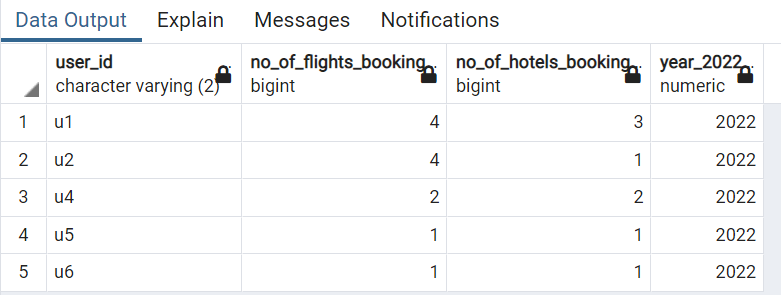 Data Output Explain Messages Notifications
user_id no_of_flights_booking no_of_hotels_booking year_2022
character varying (2) bigint bigint numeric
1 u1 4 3 2022
2 u2 4 1 2022
3 u4 2 2 2022
4 u5 1 1 2022
5 u6 1 1 2022